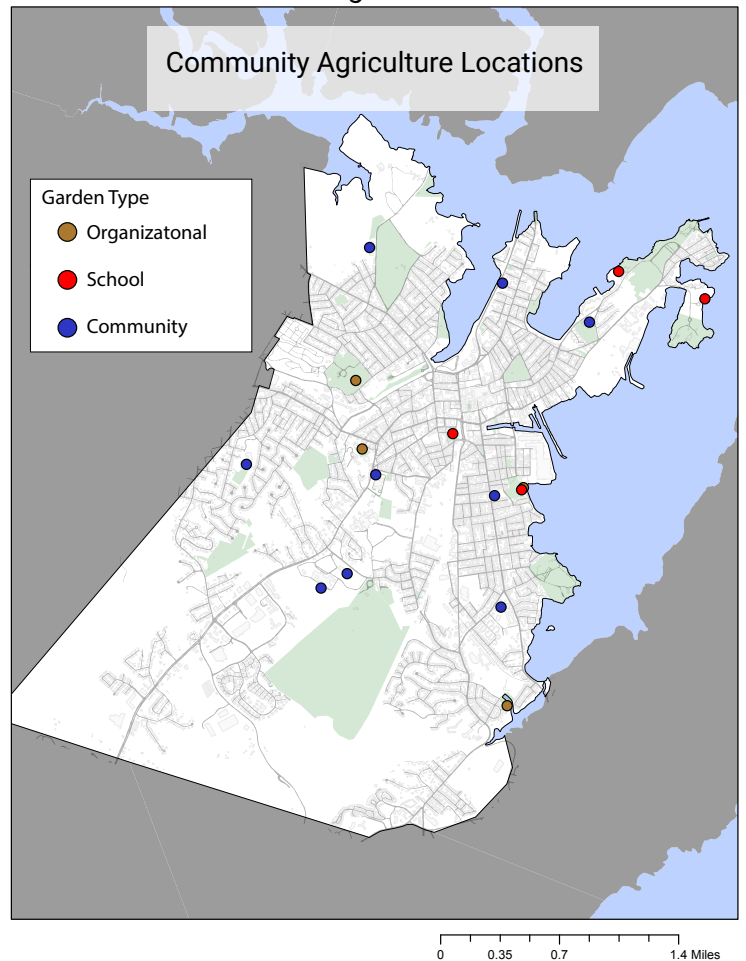 Community Agriculture Locations
Garden Type
Organizatonal
School
Community
0 0.35 0.7 1.4 Miles